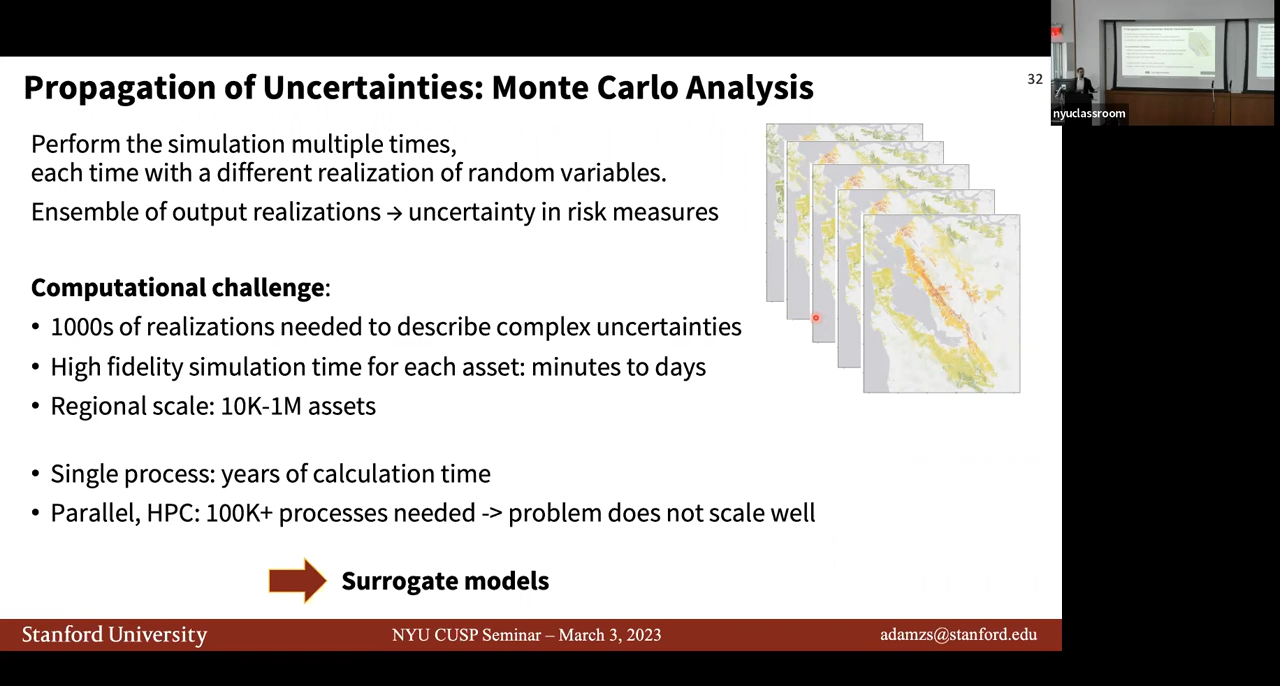 Propagation of Uncertainties: Monte Carlo Analysis
32
Perform the simulation multiple times,
each time with a different realization of random variables.
Ensemble of output realizations → uncertainty in risk measures
Computational challenge:
• 1000s of realizations needed to describe complex uncertainties
• High fidelity simulation time for each asset: minutes to days
• Regional scale: 10K-1M assets
• Single process: years of calculation time
• Parallel, HPC: 100K+ processes needed -> problem does not scale well
Surrogate models
Stanford University
NYU CUSP Seminar – March 3, 2023
adamzs@stanford.edu
nyuclassroom